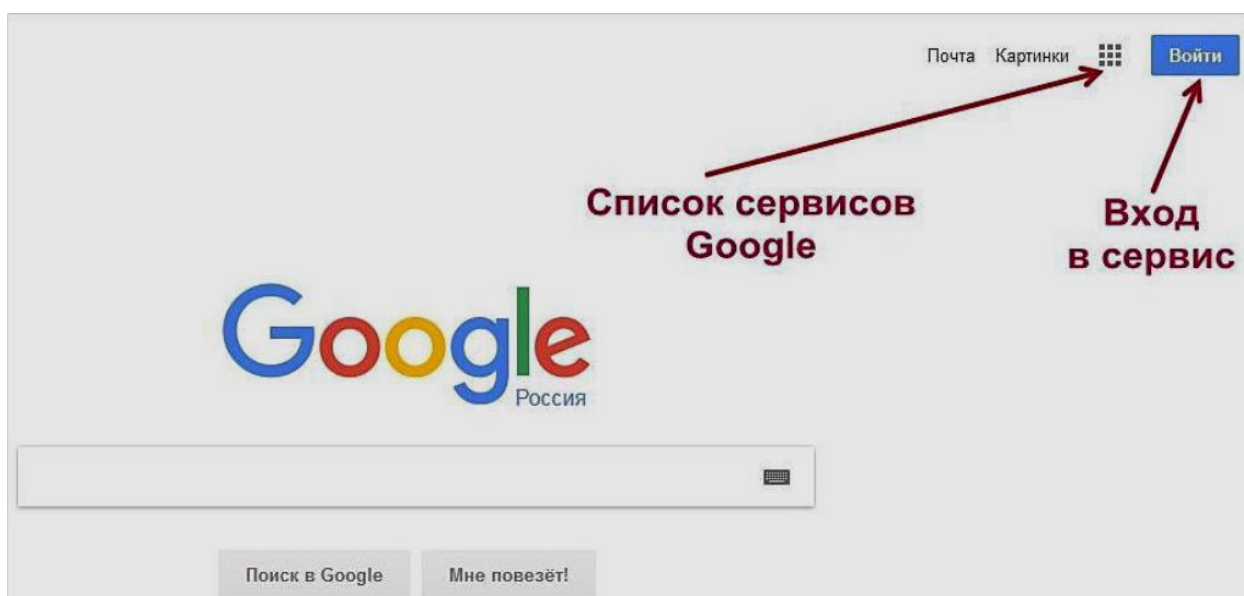 Почта Картинки Войти
Список сервисов
Google
Вход
в сервис
Google
Россия
Поиск в Google Мне повезёт!